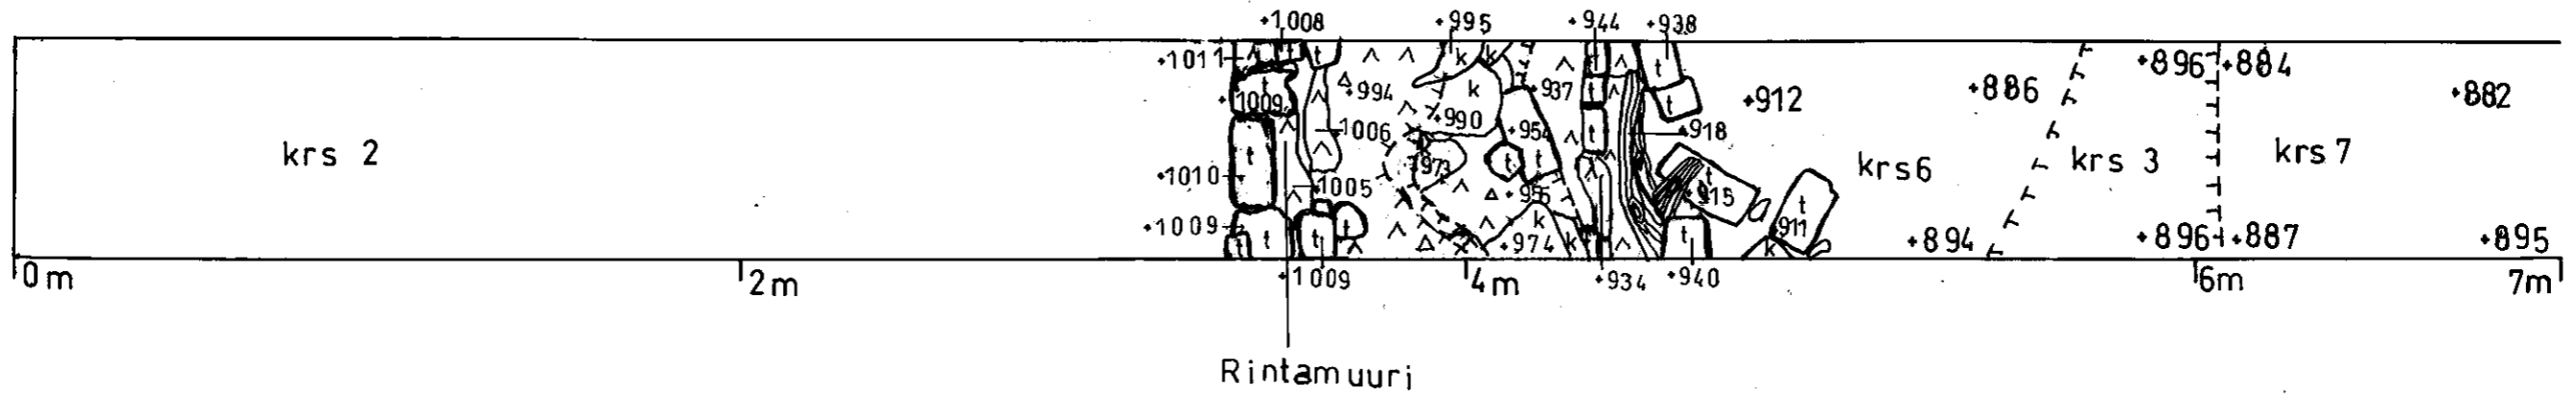 +1008 +995 +944 +938
+1011 t t k k t +896 +884
+1009 t +994 k +937 t t +912 +886 +882
+990
krs 2 t +1006 +954 t +918 krs 3 krs 7
+973 t t krs6
+1010 +1005 t +915 t
k +911
+1009 t t t t +974 k t k +894 +896 +887 +895
0m 2m +1009 4m +934 +940 6m 7m
Rintamuuri